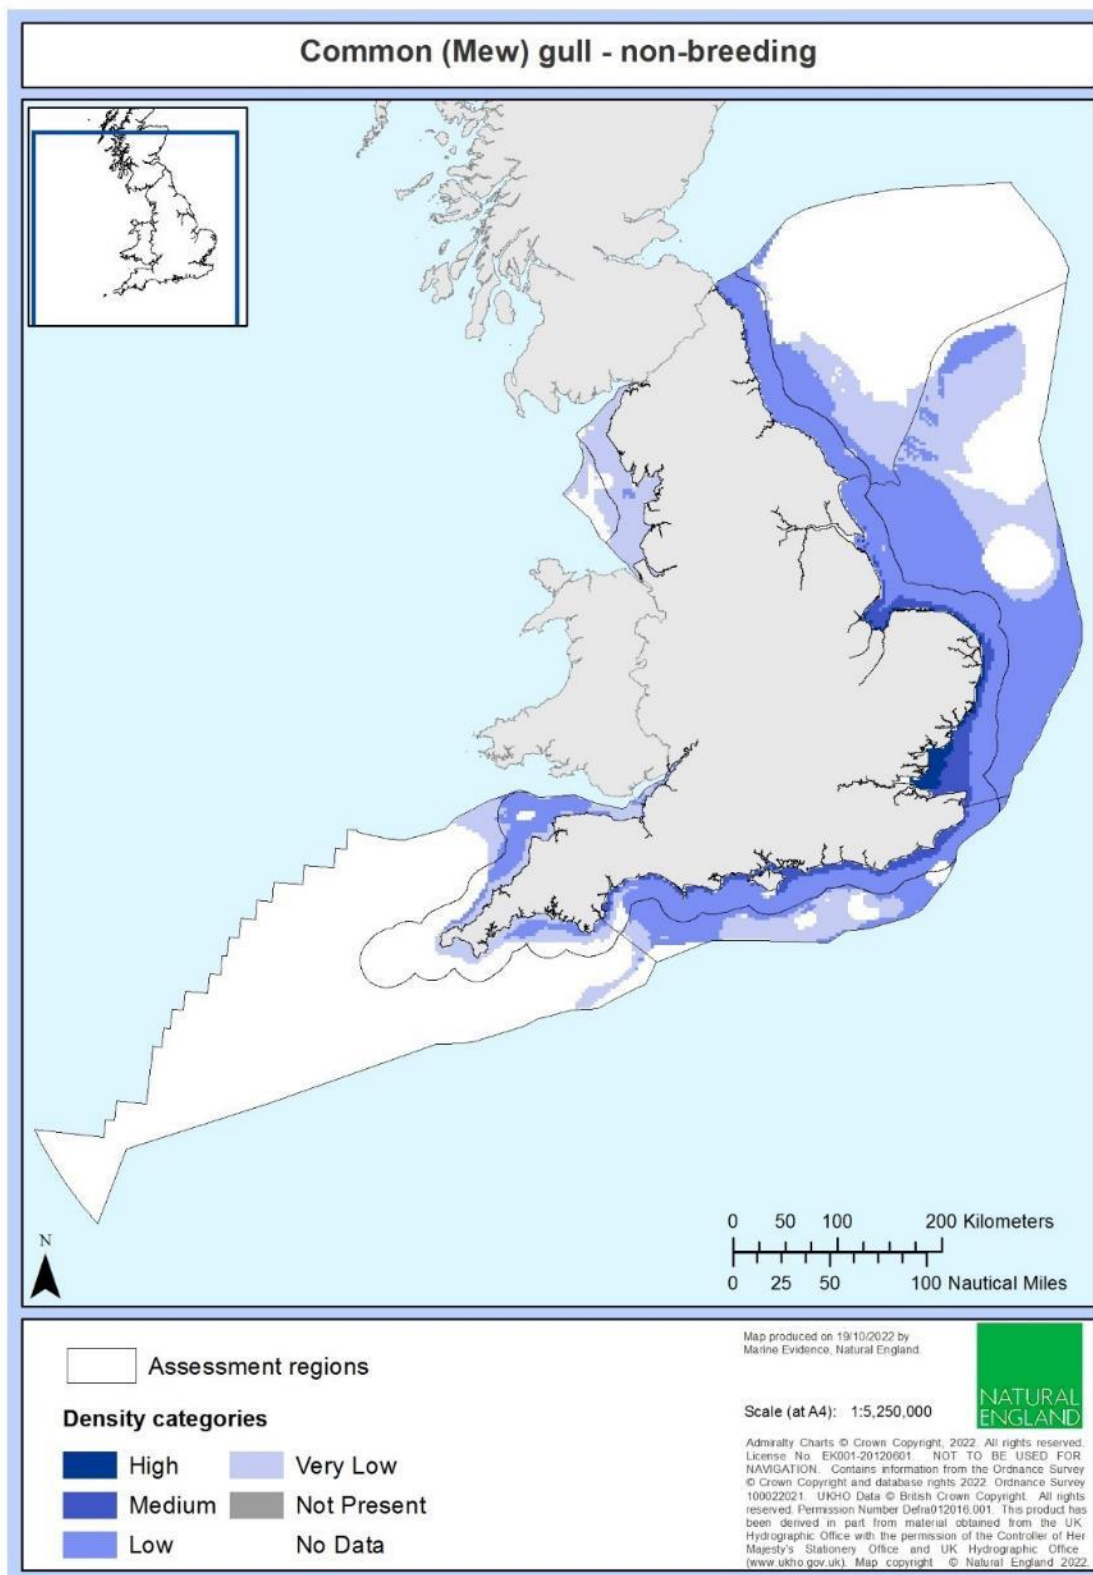 Common (Mew) gull - non-breeding
N
0 50 100 200 Kilometers
0 25 50 100 Nautical Miles
Assessment regions
Density categories
High
Medium
Low
Very Low
Not Present
No Data
Map produced on 19/10/2022 by
Marine Evidence, Natural England.
Scale (at A4): 1:5,250,000
NATURAL
ENGLAND
Admiralty Charts © Crown Copyright, 2022. All rights reserved.
License No. EK001-20120601. NOT TO BE USED FOR
NAVIGATION. Contains information from the Ordnance Survey
© Crown Copyright and database rights 2022. Ordnance Survey
100022021. UKHO Data © British Crown Copyright. All rights
reserved. Permission Number Defra012016.001. This product has
been derived in part from material obtained from the UK
Hydrographic Office with the permission of the Controller of Her
Majesty's Stationery Office and UK Hydrographic Office
(www.ukho.gov.uk). Map copyright © Natural England 2022.